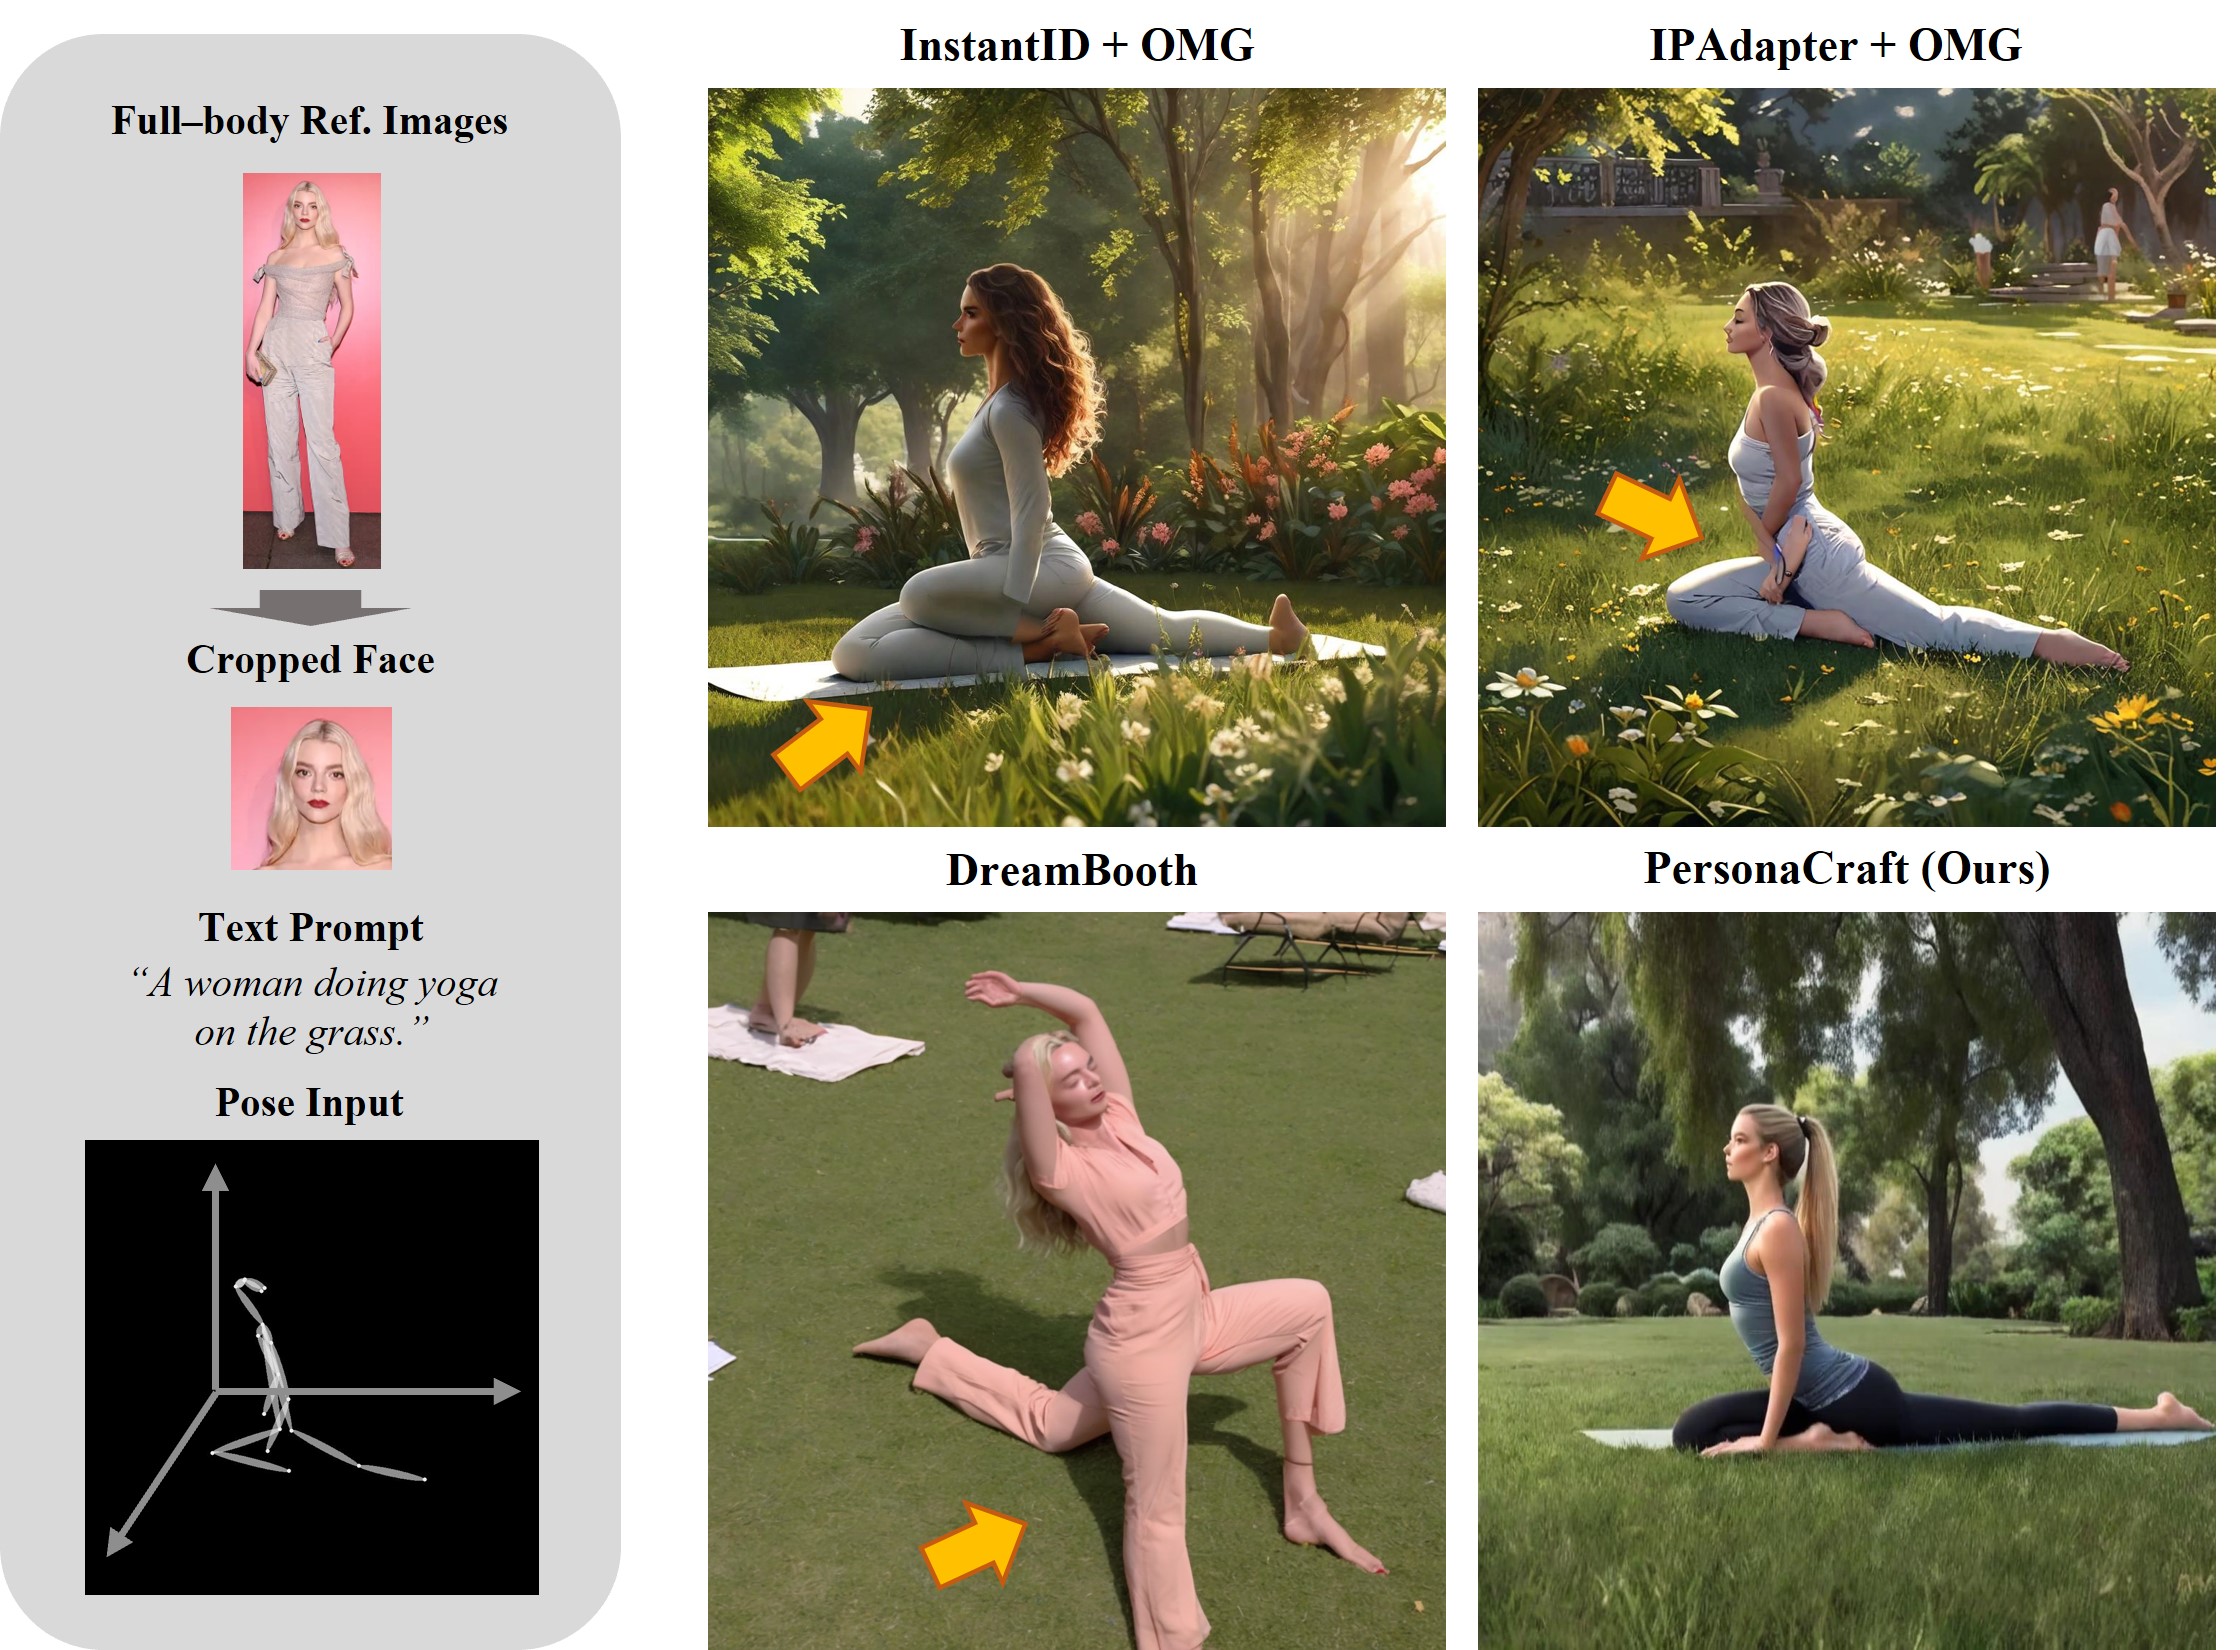 Full–body Ref. Images
Cropped Face
Text Prompt
“A woman doing yoga
on the grass.”
Pose Input
InstantID + OMG
IPAdapter + OMG
DreamBooth
PersonaCraft (Ours)